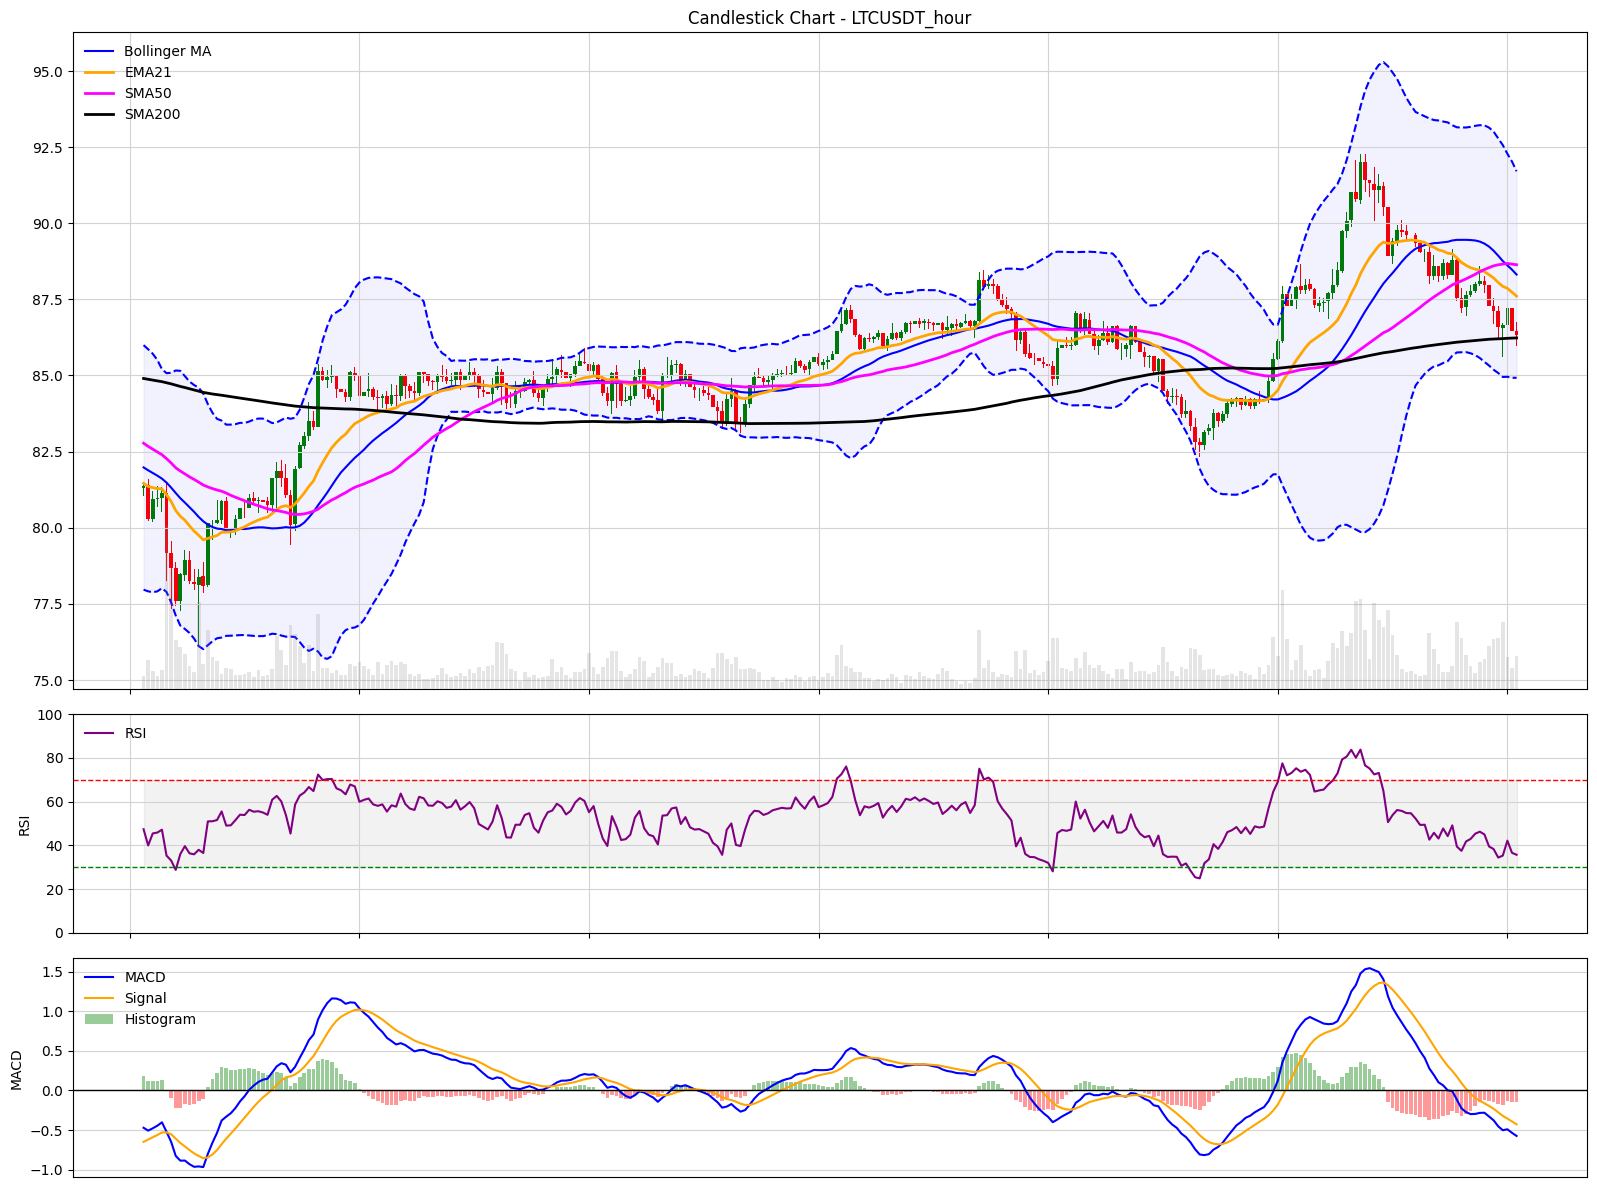 Candlestick Chart - LTCUSDT_hour
Bollinger MA
EMA21
SMA50
SMA200
95.0
92.5
90.0
87.5
85.0
82.5
80.0
77.5
75.0
RSI
RSI
100
80
60
40
20
0
MACD
Signal
Histogram
MACD
1.5
1.0
0.5
0.0
−0.5
−1.0